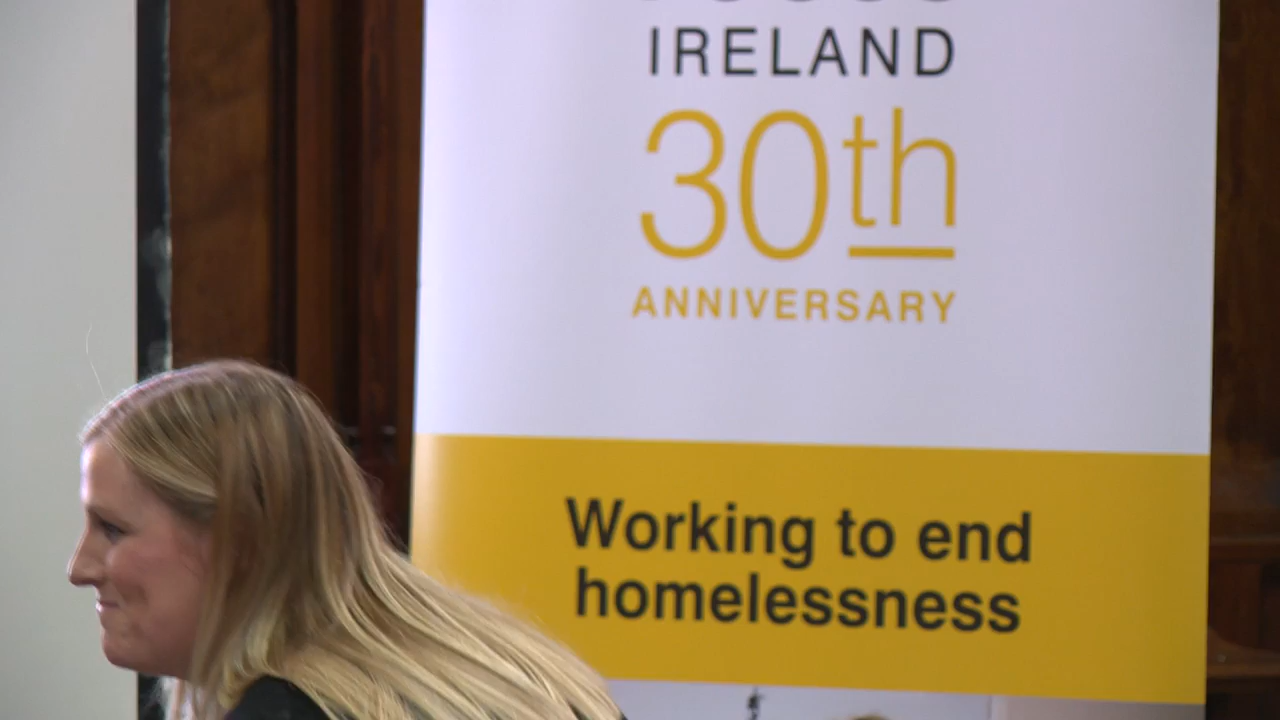 IRELAND
30th
ANNIVERSARY
Working to end
homelessness